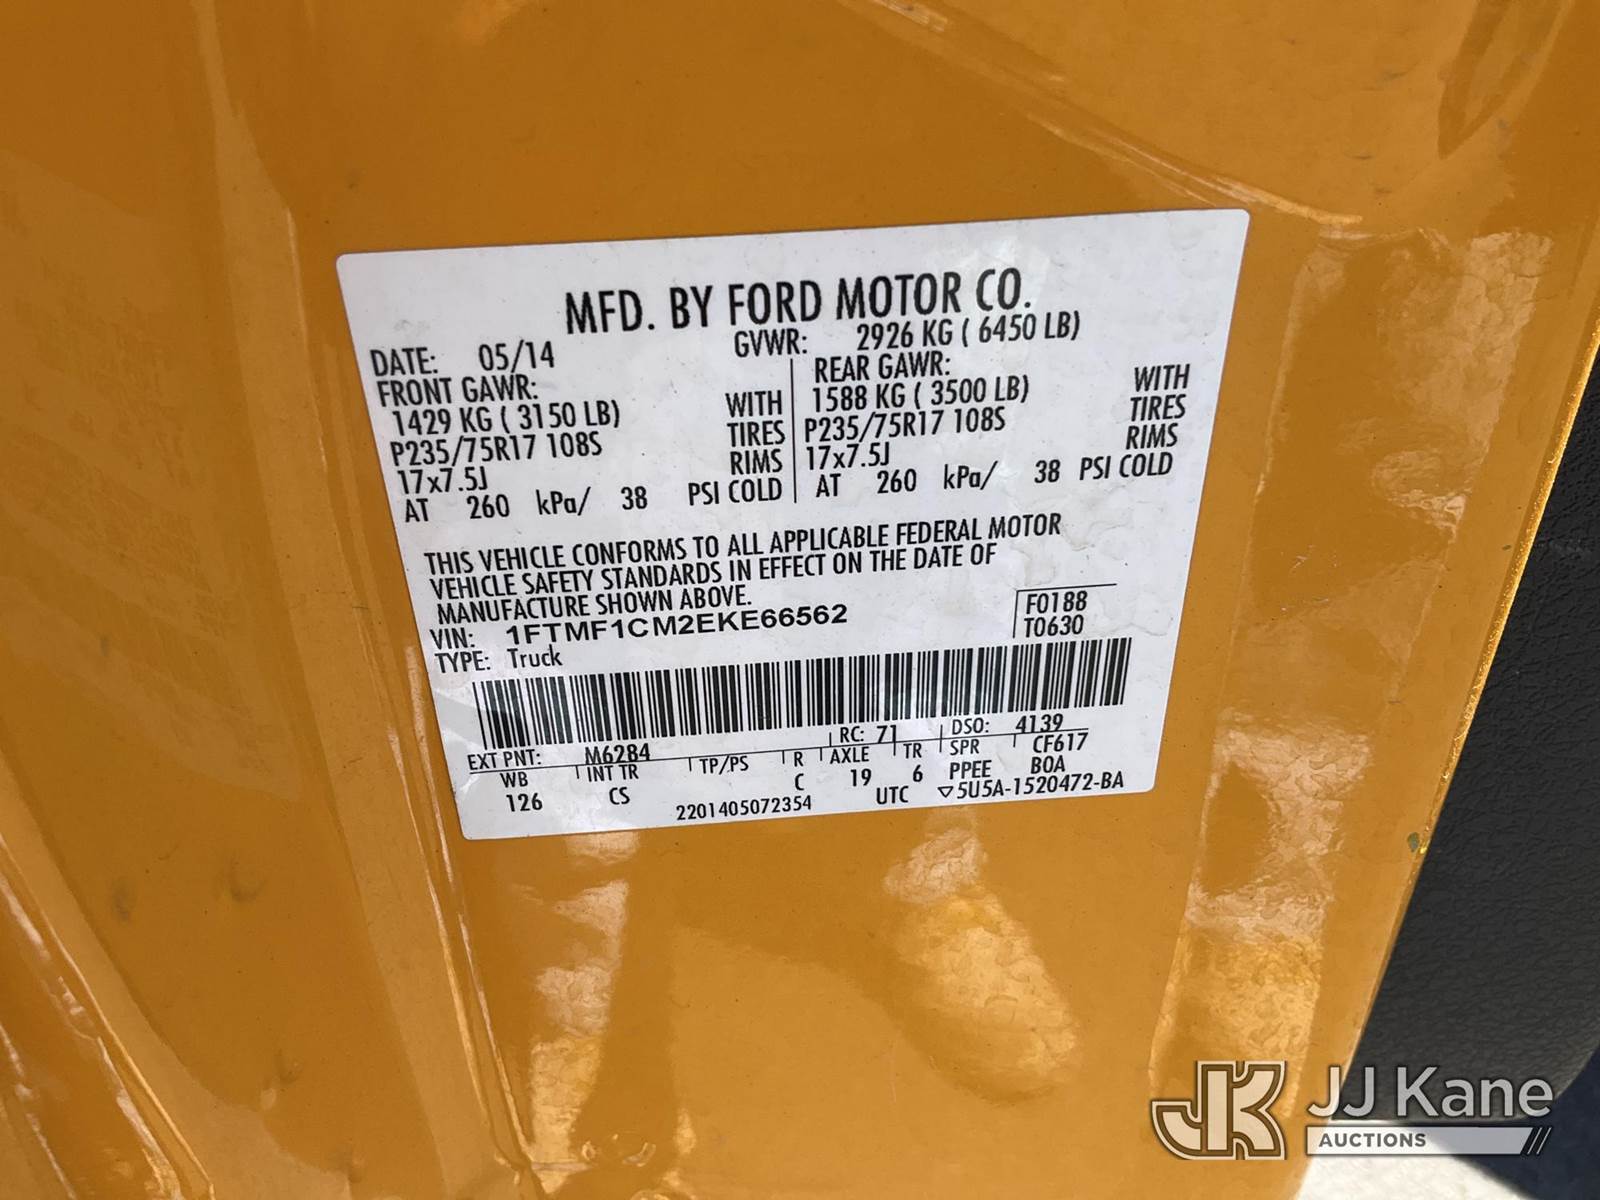 MFD. BY FORD MOTOR CO.
DATE: 05/14 GVWR: 2926 KG ( 6450 LB)
FRONT GAWR: REAR GAWR:
1429 KG ( 3150 LB) WITH 1588 KG ( 3500 LB) WITH
P235/75R17 108S TIRES P235/75R17 108S TIRES
17x7.5J RIMS 17x7.5J RIMS
AT 260 kPa/ 38 PSI COLD AT 260 kPa/ 38 PSI COLD
THIS VEHICLE CONFORMS TO ALL APPLICABLE FEDERAL MOTOR
VEHICLE SAFETY STANDARDS IN EFFECT ON THE DATE OF
MANUFACTURE SHOWN ABOVE.
VIN: 1FTMF1CM2EKE66562 F0188
TYPE: Truck T0630
EXT PNT: M6284 RC: 71 DSO: 4139
WB INT TR TP/PS R AXLE TR SPR CF617
126 CS C 19 6 PPEE B0A
2201405072354 UTC ▽5U5A-1520472-BA
JK JJ Kane
AUCTIONS